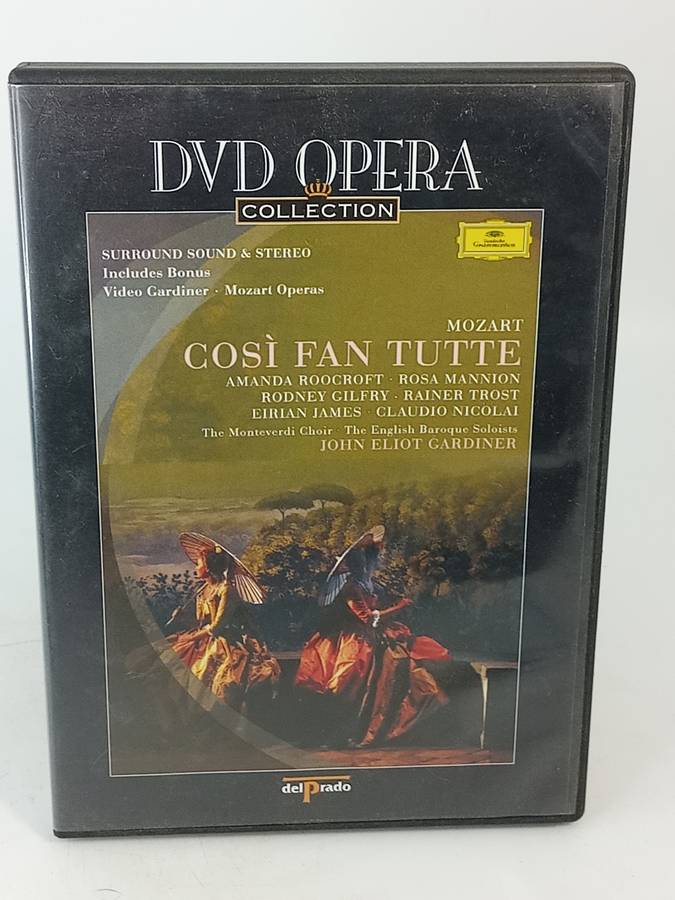 DVD OPERA
COLLECTION
Deutsche
Grammophon
SURROUND SOUND & STEREO
Includes Bonus
Video Gardiner · Mozart Operas
MOZART
COSÌ FAN TUTTE
AMANDA ROOCROFT · ROSA MANNION
RODNEY GILFRY · RAINER TROST
EIRIAN JAMES · CLAUDIO NICOLAI
The Monteverdi Choir · The English Baroque Soloists
JOHN ELIOT GARDINER
delPrado